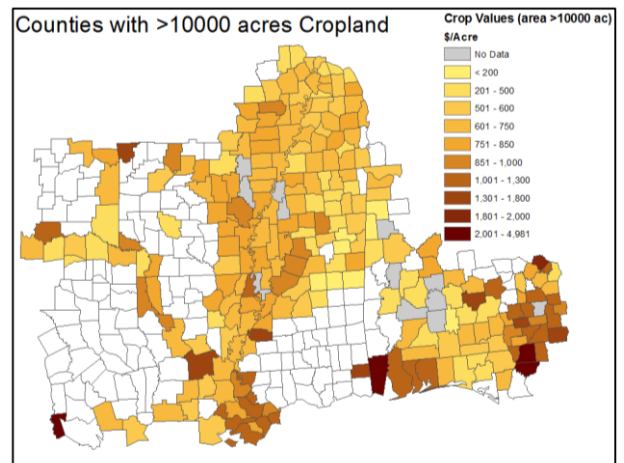 Counties with >10000 acres Cropland
Crop Values (area >10000 ac)
$/Acre
No Data
< 200
201 - 500
501 - 600
601 - 750
751 - 850
851 - 1,000
1,001 - 1,300
1,301 - 1,800
1,801 - 2,000
2,001 - 4,981